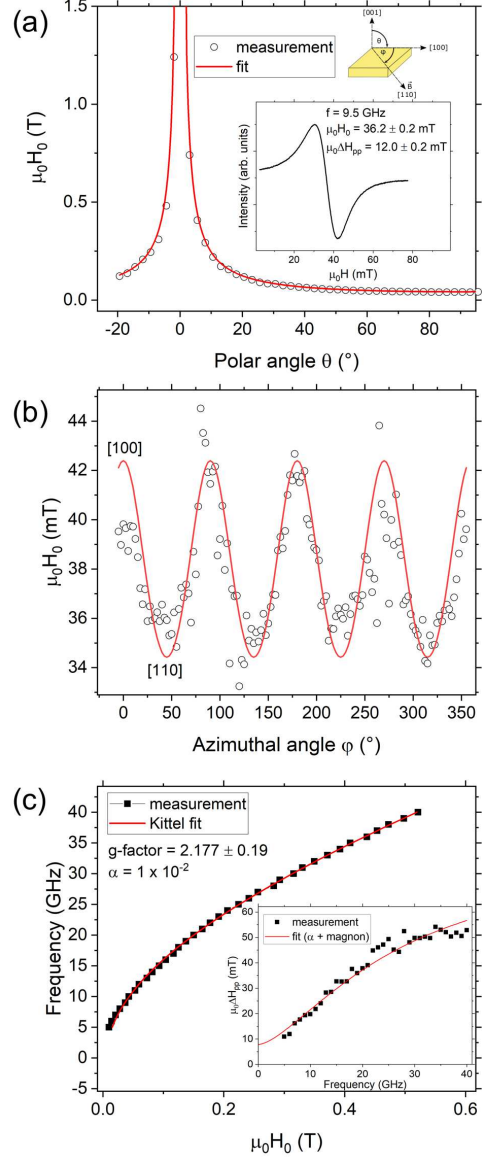 (a)
1.5
1.0
0.5
0.0
μ₀H₀ (T)
measurement
fit
[001]
θ
φ
[100]
B⃗
[110]
f = 9.5 GHz
μ₀H₀ = 36.2 ± 0.2 mT
μ₀ΔHpp = 12.0 ± 0.2 mT
Intensity (arb. units)
20 40 60 80
μ₀H (mT)
-20 0 20 40 60 80
Polar angle θ (°)
(b)
44
42
40
38
36
34
μ₀H₀ (mT)
[100]
[110]
0 50 100 150 200 250 300 350
Azimuthal angle φ (°)
(c)
45
40
35
30
25
20
15
10
5
0
-5
Frequency (GHz)
measurement
Kittel fit
g-factor = 2.177 ± 0.19
α = 1 x 10⁻²
60
50
40
30
20
10
0
μ₀ΔHpp (mT)
measurement
fit (α + magnon)
0 10 20 30 40
Frequency (GHz)
0.0 0.2 0.4 0.6
μ₀H₀ (T)